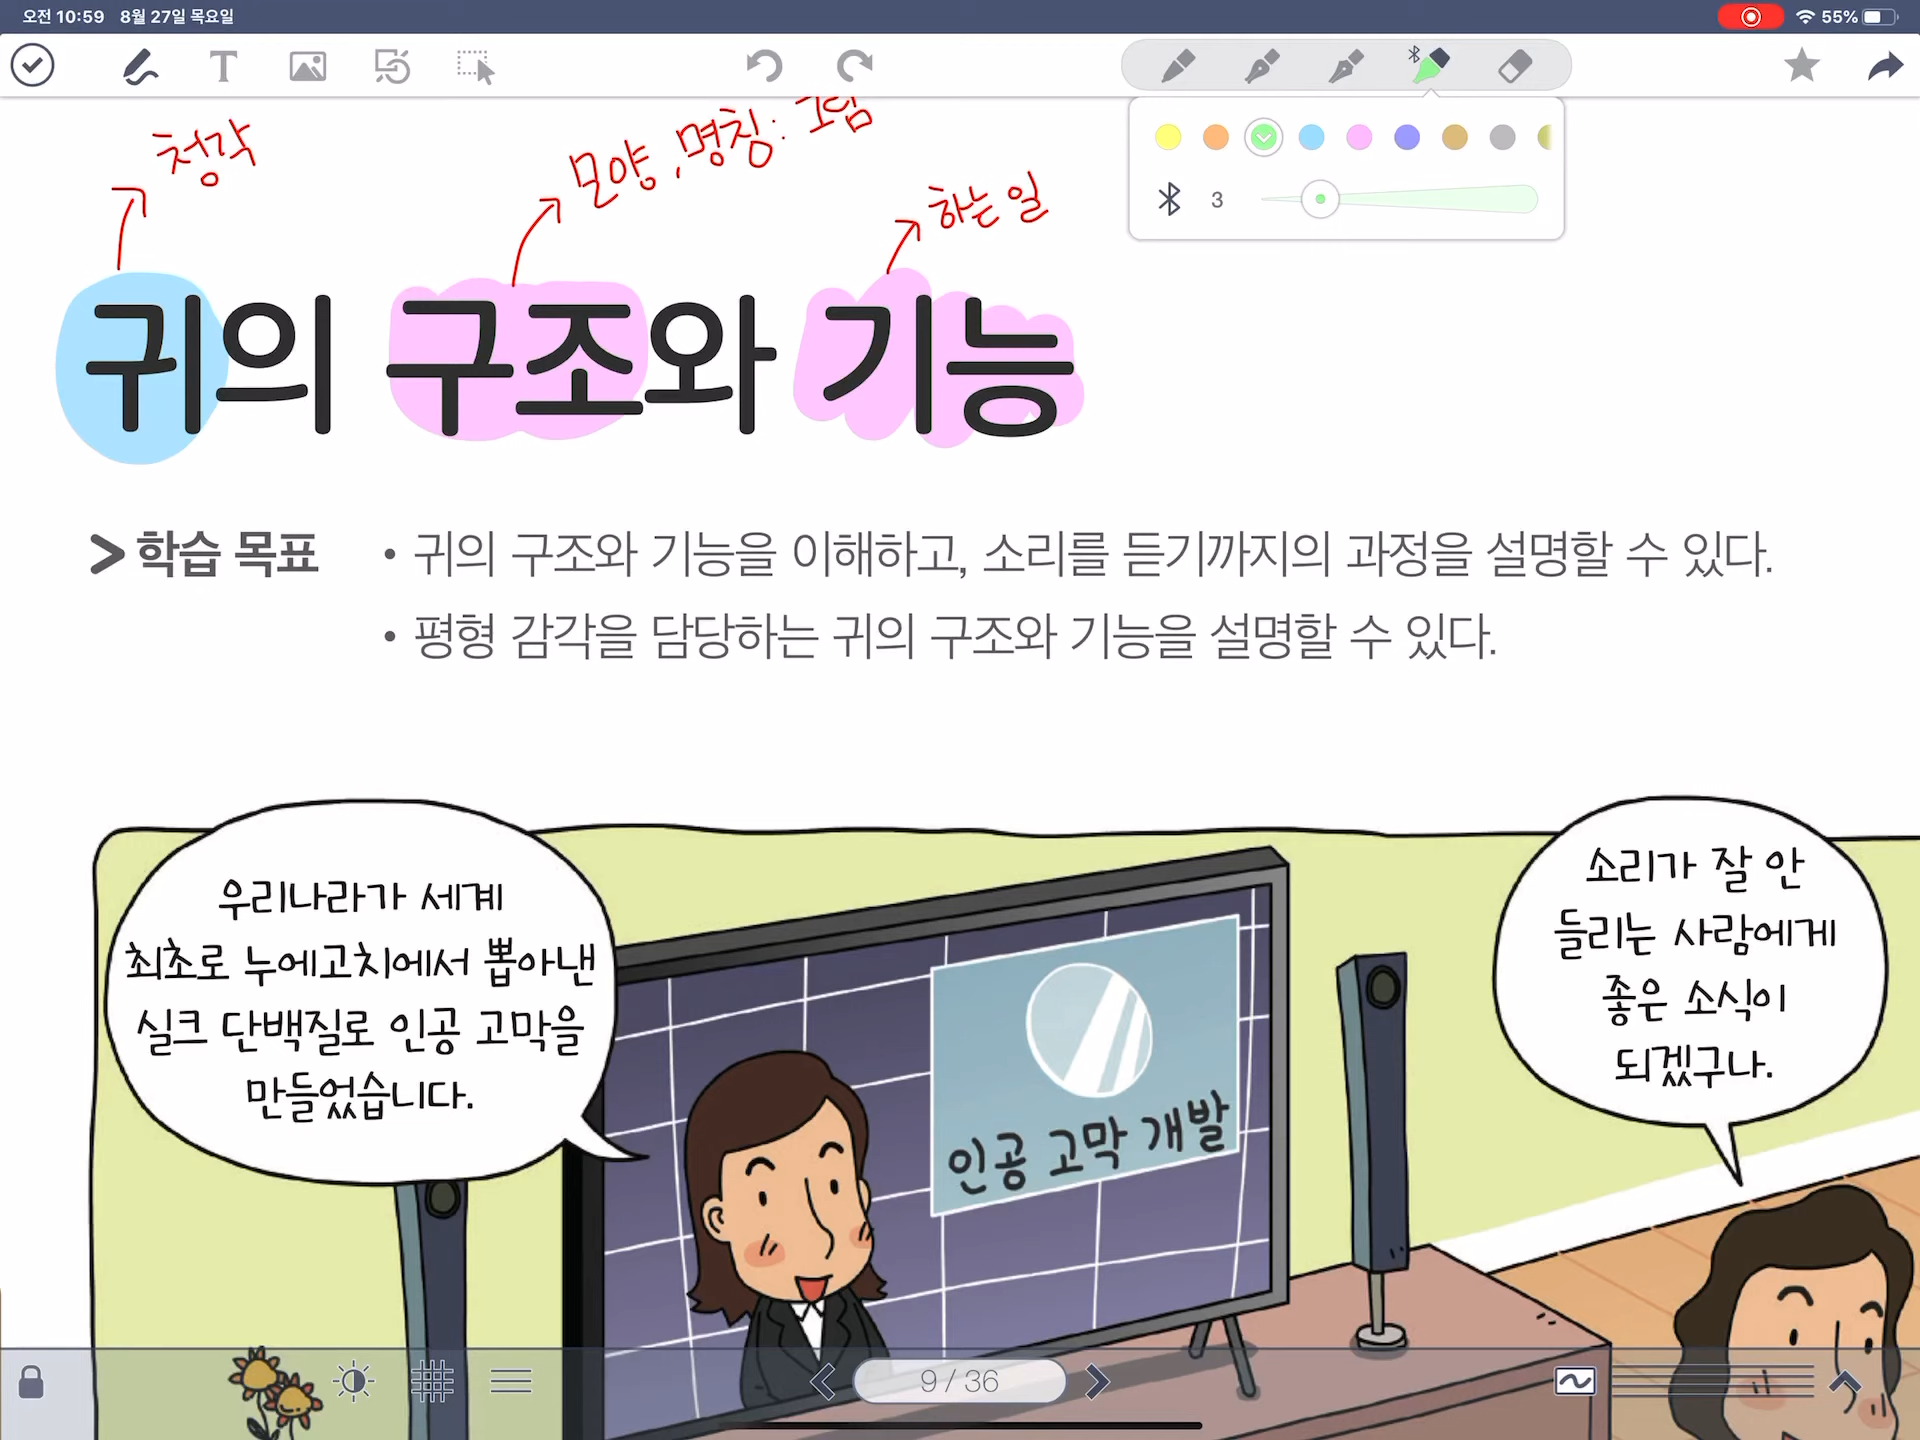 오전 10:59 8월 27일 목요일
55%
3
청각
모양, 명칭: 그림
하는 일
귀의 구조와 기능
> 학습 목표
• 귀의 구조와 기능을 이해하고, 소리를 듣기까지의 과정을 설명할 수 있다.
• 평형 감각을 담당하는 귀의 구조와 기능을 설명할 수 있다.
우리나라가 세계
최초로 누에고치에서 뽑아낸
실크 단백질로 인공 고막을
만들었습니다.
인공 고막 개발
소리가 잘 안
들리는 사람에게
좋은 소식이
되겠구나.
9 / 36